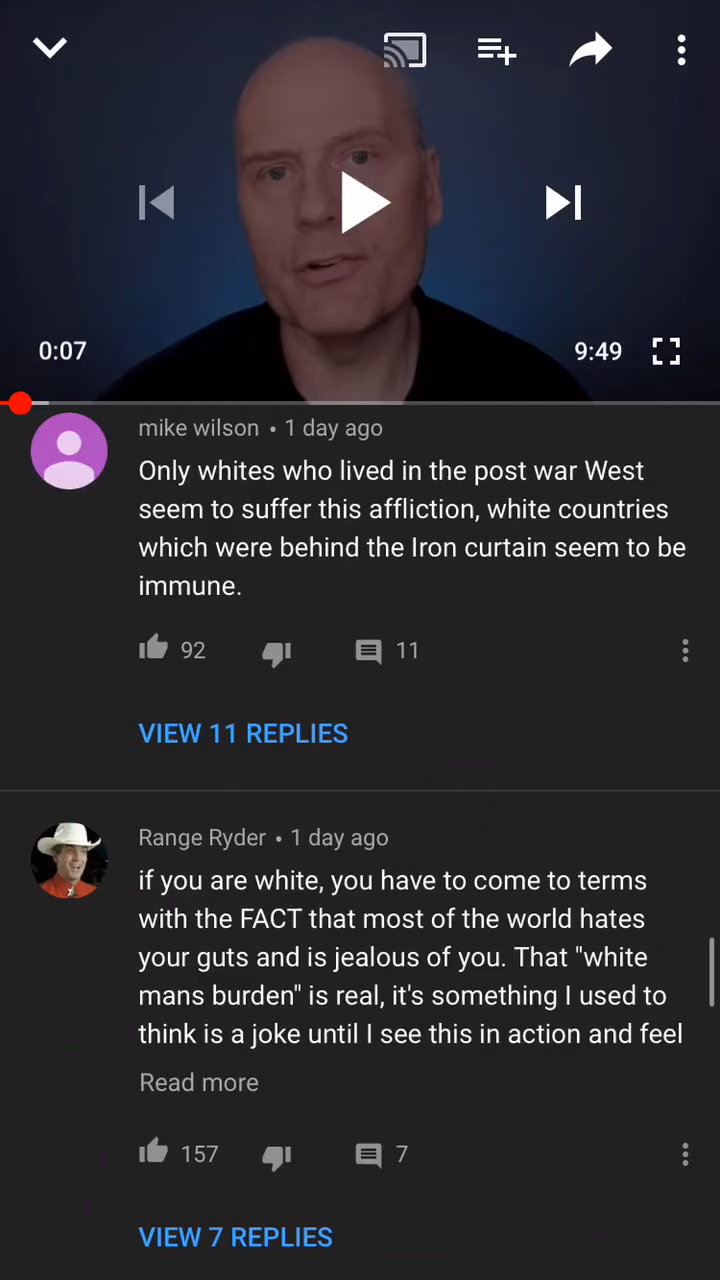 0:07
9:49
mike wilson • 1 day ago
Only whites who lived in the post war West
seem to suffer this affliction, white countries
which were behind the Iron curtain seem to be
immune.
92
11
VIEW 11 REPLIES
Range Ryder • 1 day ago
if you are white, you have to come to terms
with the FACT that most of the world hates
your guts and is jealous of you. That "white
mans burden" is real, it's something I used to
think is a joke until I see this in action and feel
Read more
157
7
VIEW 7 REPLIES